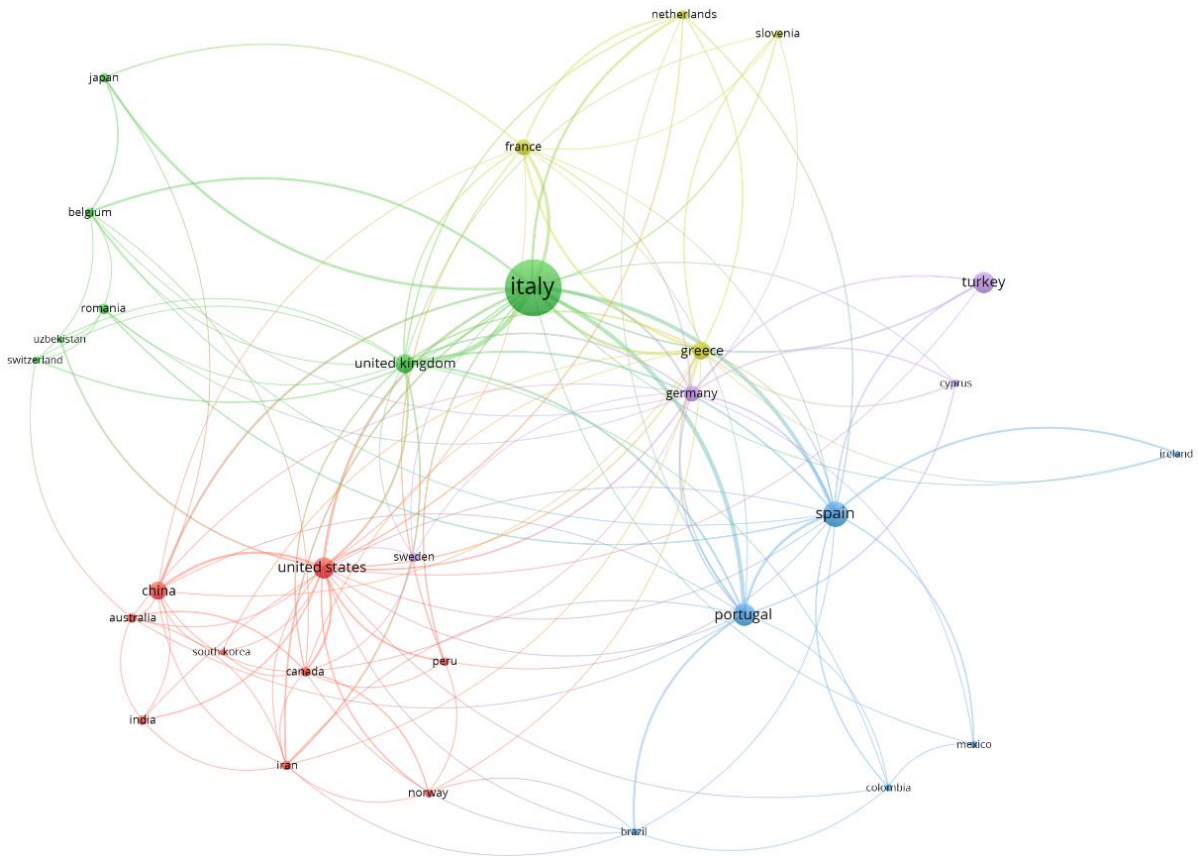 netherlands
slovenia
japan
france
belgium
italy
turkey
romania
uzbekistan
switzerland
united kingdom
greece
germany
cyprus
ireland
spain
sweden
united states
china
australia
portugal
south korea
canada
peru
india
mexico
iran
norway
colombia
brazil